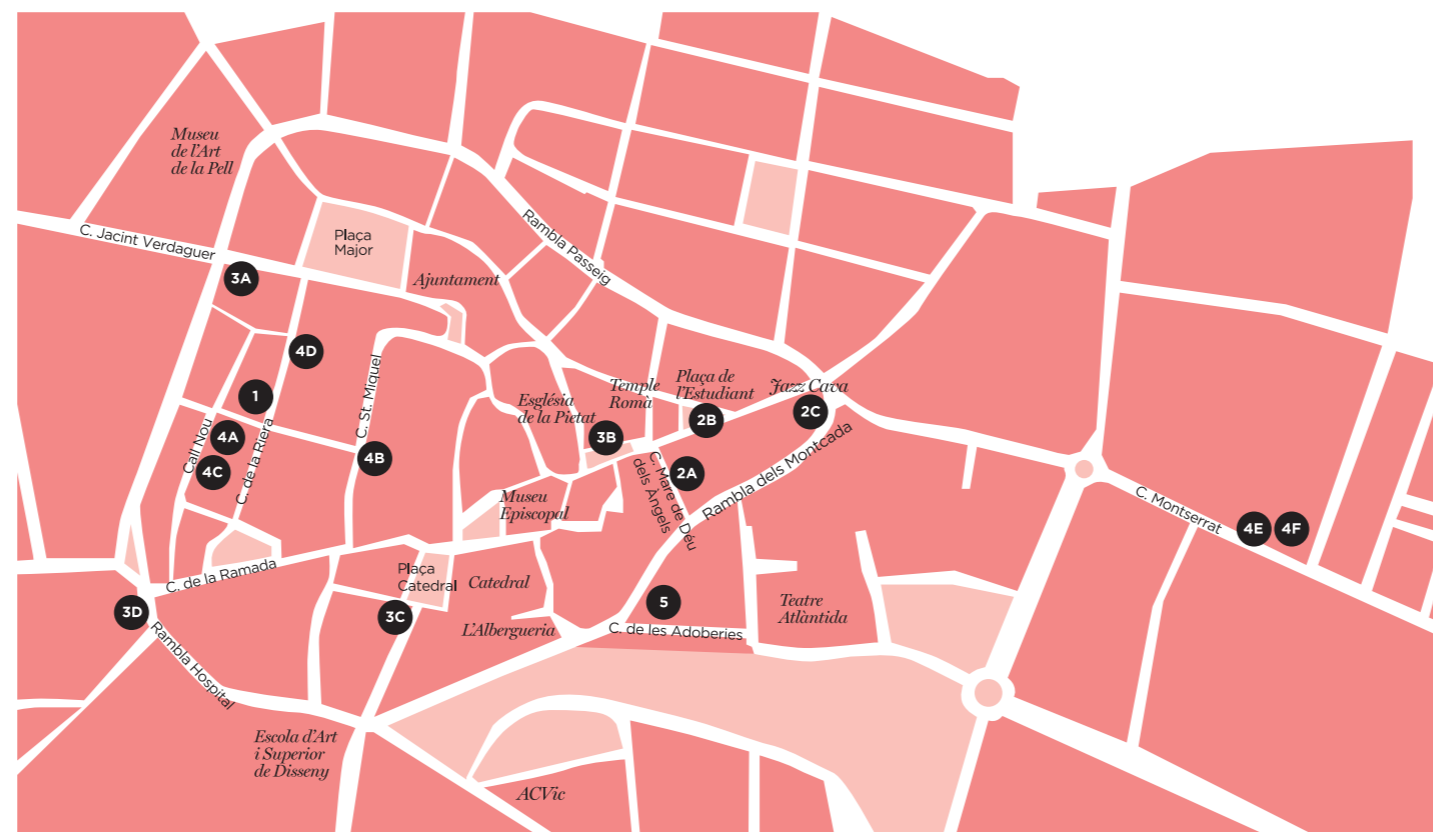 Museu
de l'Art
de la Pell
C. Jacint Verdaguer
Plaça
Major
Ajuntament
Rambla Passeig
3A
4D
1
4A
4C
Call Nou
C. de la Riera
C. St. Miquel
4B
Església
de la Pietat
Temple
Romà
Plaça de
l'Estudiant
Jazz Cava
3B
2B
2C
2A
C. Mare de Déu
dels Àngels
Rambla dels Montcada
Museu
Episcopal
C. Montserrat
4E
4F
C. de la Ramada
Plaça
Catedral
Catedral
3D
3C
L'Albergueria
5
C. de les Adoberies
Teatre
Atlàntida
Rambla Hospital
Escola d'Art
i Superior
de Disseny
ACVic